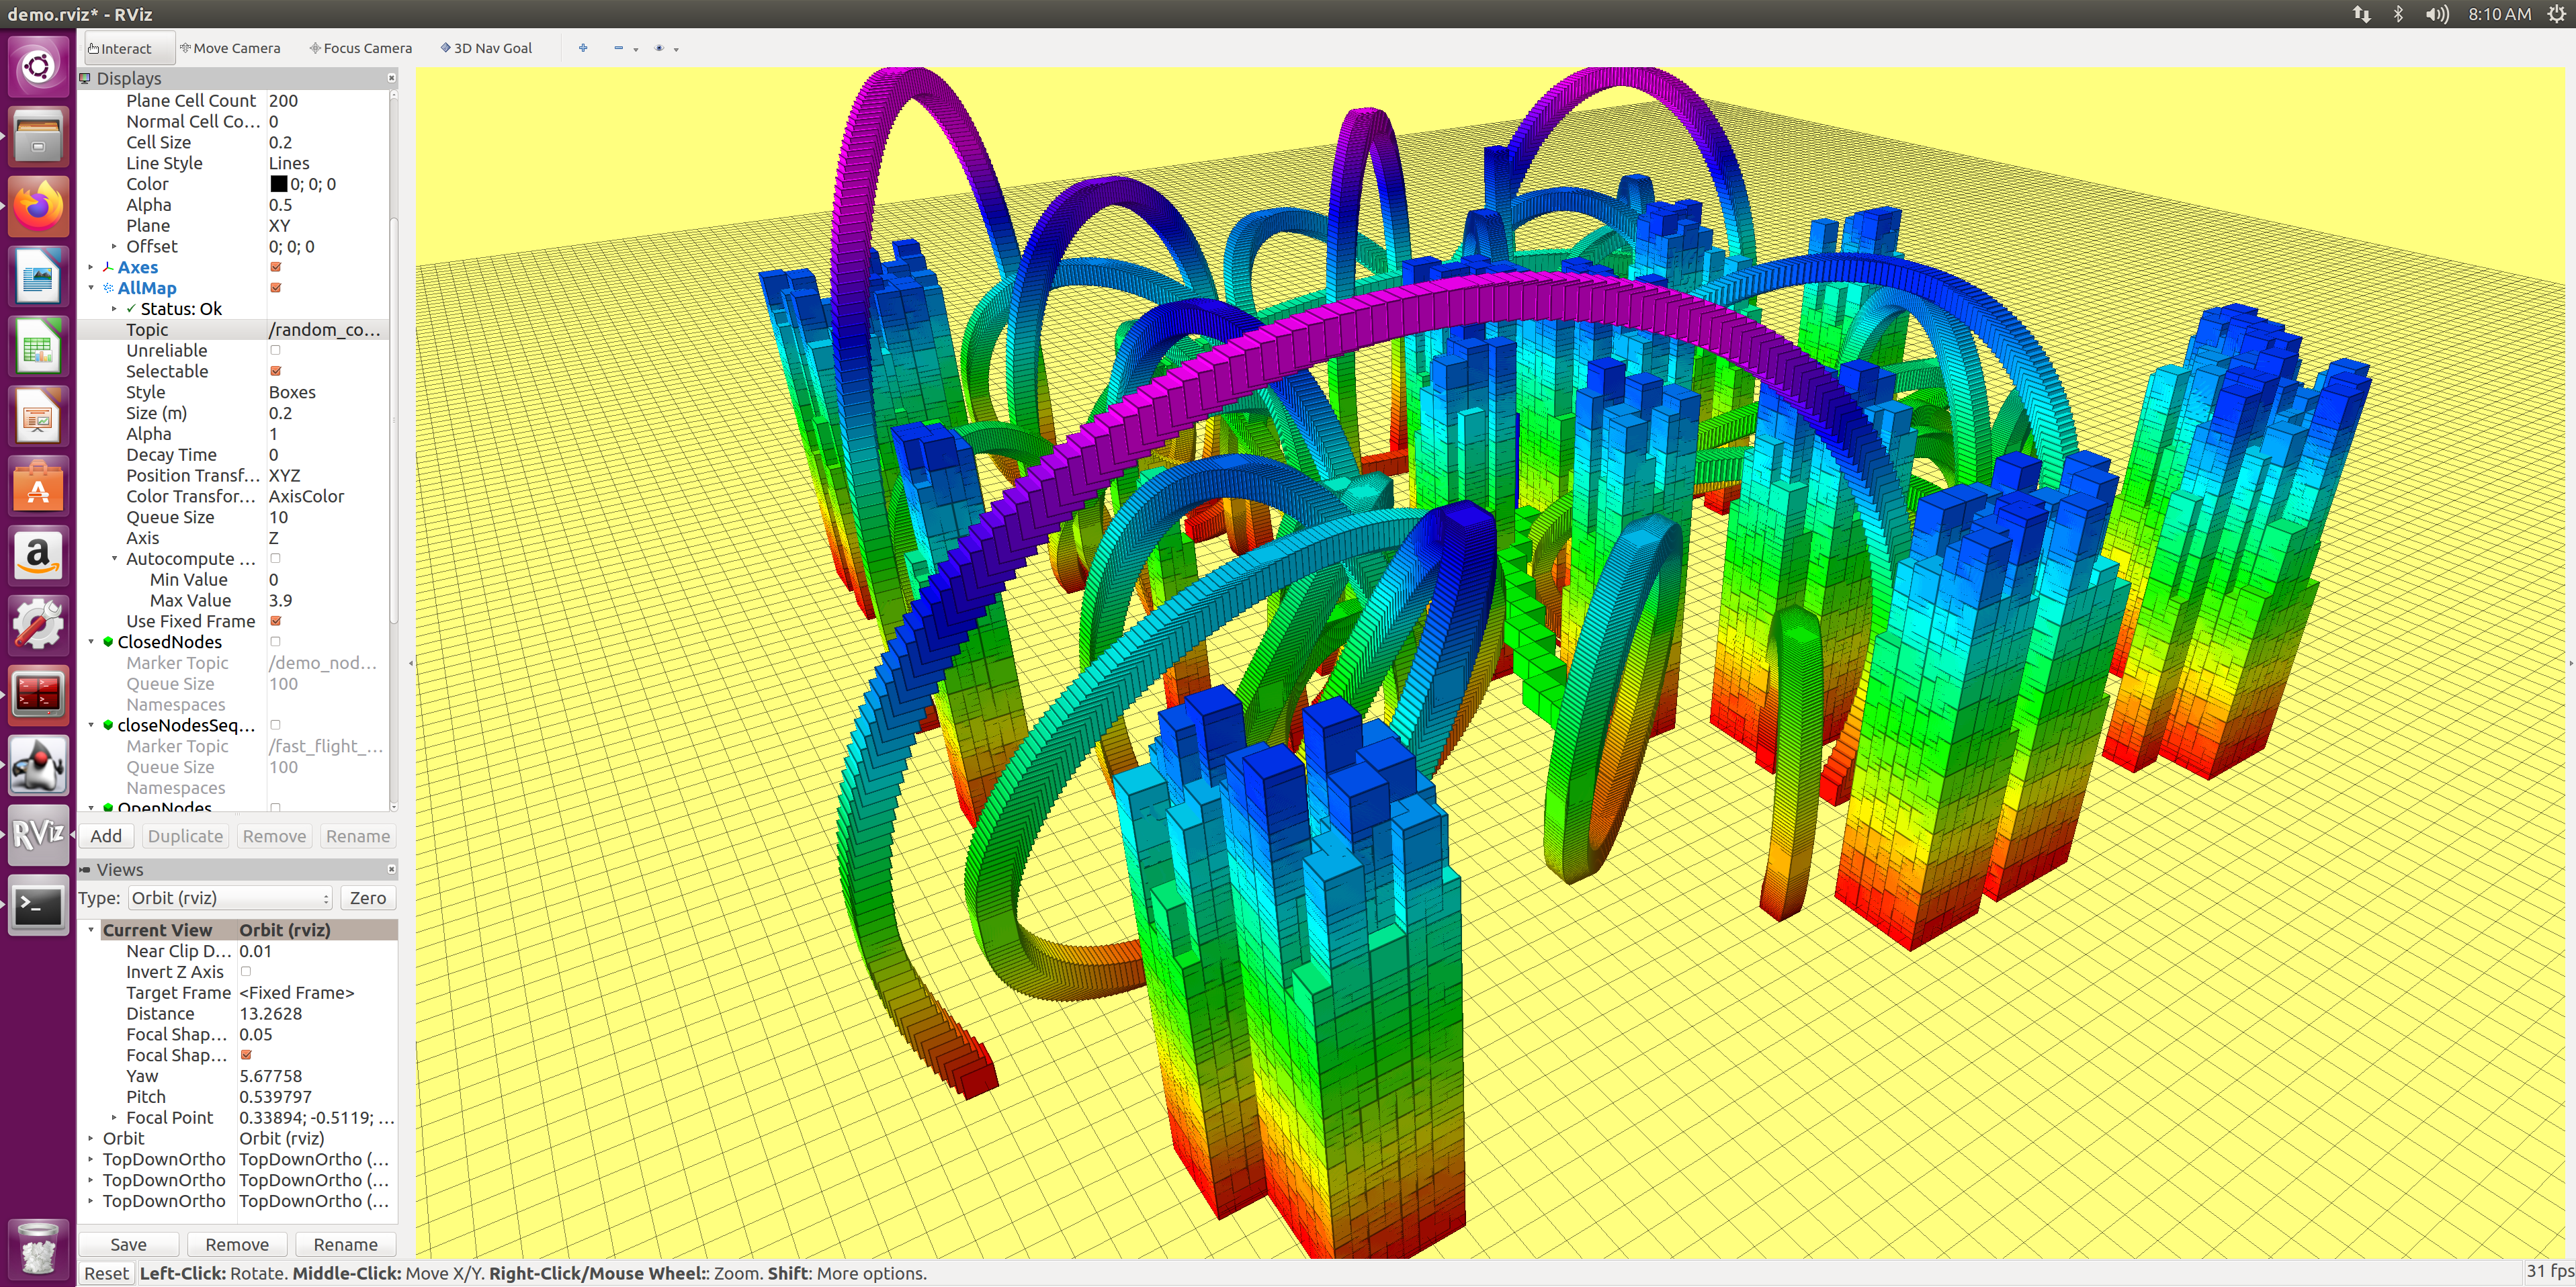 demo.rviz* - RViz
8:10 AM
Interact Move Camera Focus Camera 3D Nav Goal
Displays
Plane Cell Count 200
Normal Cell Co... 0
Cell Size 0.2
Line Style Lines
Color 0; 0; 0
Alpha 0.5
Plane XY
Offset 0; 0; 0
Axes
AllMap
Status: Ok
Topic /random_co...
Unreliable
Selectable
Style Boxes
Size (m) 0.2
Alpha 1
Decay Time 0
Position Transf... XYZ
Color Transfor... AxisColor
Queue Size 10
Axis Z
Autocompute ...
Min Value 0
Max Value 3.9
Use Fixed Frame
ClosedNodes
Marker Topic /demo_nod...
Queue Size 100
Namespaces
closeNodesSeq...
Marker Topic /fast_flight_...
Queue Size 100
Namespaces
OpenNodes
Add Duplicate Remove Rename
RViz
Views
Type: Orbit (rviz) Zero
Current View Orbit (rviz)
Near Clip D... 0.01
Invert Z Axis
Target Frame <Fixed Frame>
Distance 13.2628
Focal Shap... 0.05
Focal Shap...
Yaw 5.67758
Pitch 0.539797
Focal Point 0.33894; -0.5119; ...
Orbit Orbit (rviz)
TopDownOrtho TopDownOrtho (...
TopDownOrtho TopDownOrtho (...
TopDownOrtho TopDownOrtho (...
Save Remove Rename
Reset Left-Click: Rotate. Middle-Click: Move X/Y. Right-Click/Mouse Wheel:: Zoom. Shift: More options.
31 fps